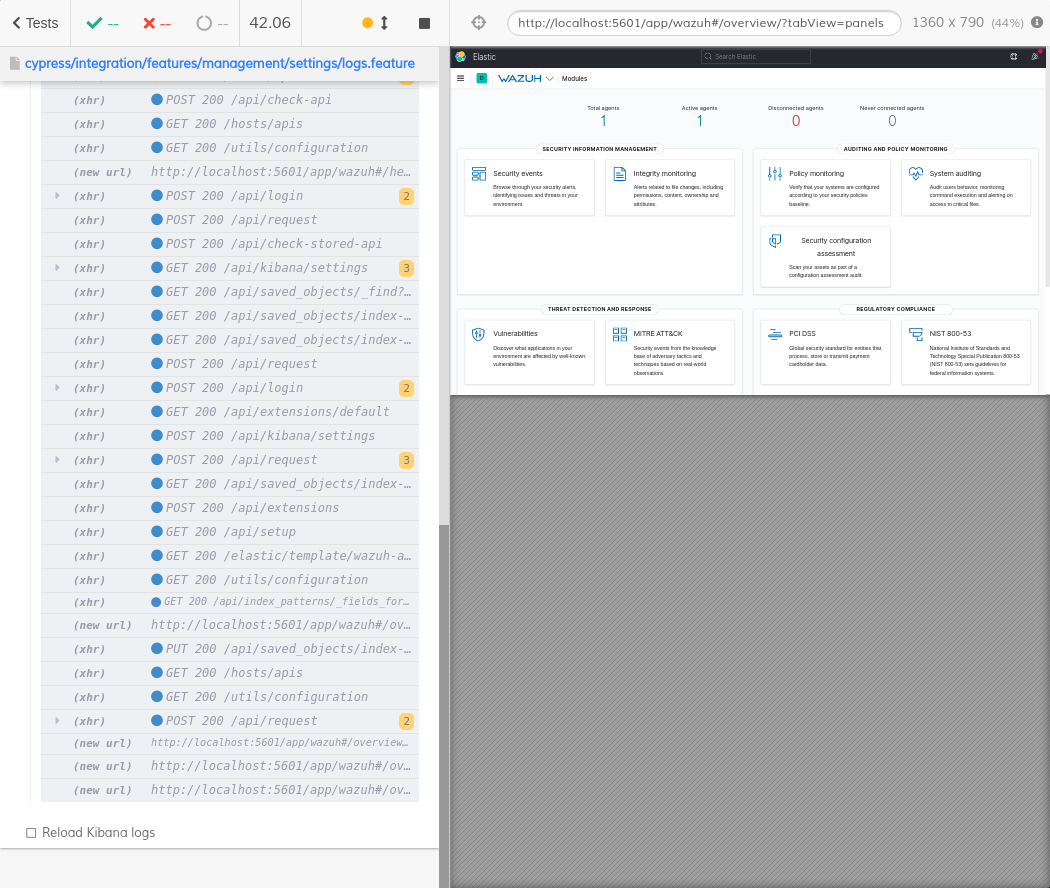 Tests -- -- -- 42.06
http://localhost:5601/app/wazuh#/overview/?tabView=panels 1360 x 790 (44%)
cypress/integration/features/management/settings/logs.feature
(xhr) POST 200 /api/check-api
(xhr) GET 200 /hosts/apis
(xhr) GET 200 /utils/configuration
(new url) http://localhost:5601/app/wazuh#/he…
(xhr) POST 200 /api/login 2
(xhr) POST 200 /api/request
(xhr) POST 200 /api/check-stored-api
(xhr) GET 200 /api/kibana/settings 3
(xhr) GET 200 /api/saved_objects/_find?…
(xhr) GET 200 /api/saved_objects/index-…
(xhr) GET 200 /api/saved_objects/index-…
(xhr) POST 200 /api/request
(xhr) POST 200 /api/login 2
(xhr) GET 200 /api/extensions/default
(xhr) POST 200 /api/kibana/settings
(xhr) POST 200 /api/request 3
(xhr) GET 200 /api/saved_objects/index-…
(xhr) POST 200 /api/extensions
(xhr) GET 200 /api/setup
(xhr) GET 200 /elastic/template/wazuh-a…
(xhr) GET 200 /utils/configuration
(xhr) GET 200 /api/index_patterns/_fields_for…
(new url) http://localhost:5601/app/wazuh#/ov…
(xhr) PUT 200 /api/saved_objects/index-…
(xhr) GET 200 /hosts/apis
(xhr) GET 200 /utils/configuration
(xhr) POST 200 /api/request 2
(new url) http://localhost:5601/app/wazuh#/overview…
(new url) http://localhost:5601/app/wazuh#/ov…
(new url) http://localhost:5601/app/wazuh#/ov…
Reload Kibana logs
Elastic
Search Elastic
D WAZUH Modules
Total agents Active agents Disconnected agents Never connected agents
1 1 0 0
SECURITY INFORMATION MANAGEMENT
Security events
Browse through your security alerts,
identifying issues and threats in your
environment.
Integrity monitoring
Alerts related to file changes, including
permissions, content, ownership and
attributes.
AUDITING AND POLICY MONITORING
Policy monitoring
Verify that your systems are configured
according to your security policies
baseline.
System auditing
Audit users behavior, monitoring
command execution and alerting on
access to critical files.
Security configuration
assessment
Scan your assets as part of a
configuration assessment audit.
THREAT DETECTION AND RESPONSE
Vulnerabilities
Discover what applications in your
environment are affected by well-known
vulnerabilities.
MITRE ATT&CK
Security events from the knowledge
base of adversary tactics and
techniques based on real-world
observations
REGULATORY COMPLIANCE
PCI DSS
Global security standard for entities that
process, store or transmit payment
cardholder data.
NIST 800-53
National Institute of Standards and
Technology Special Publication 800-53
(NIST 800-53) sets guidelines for
federal information systems.